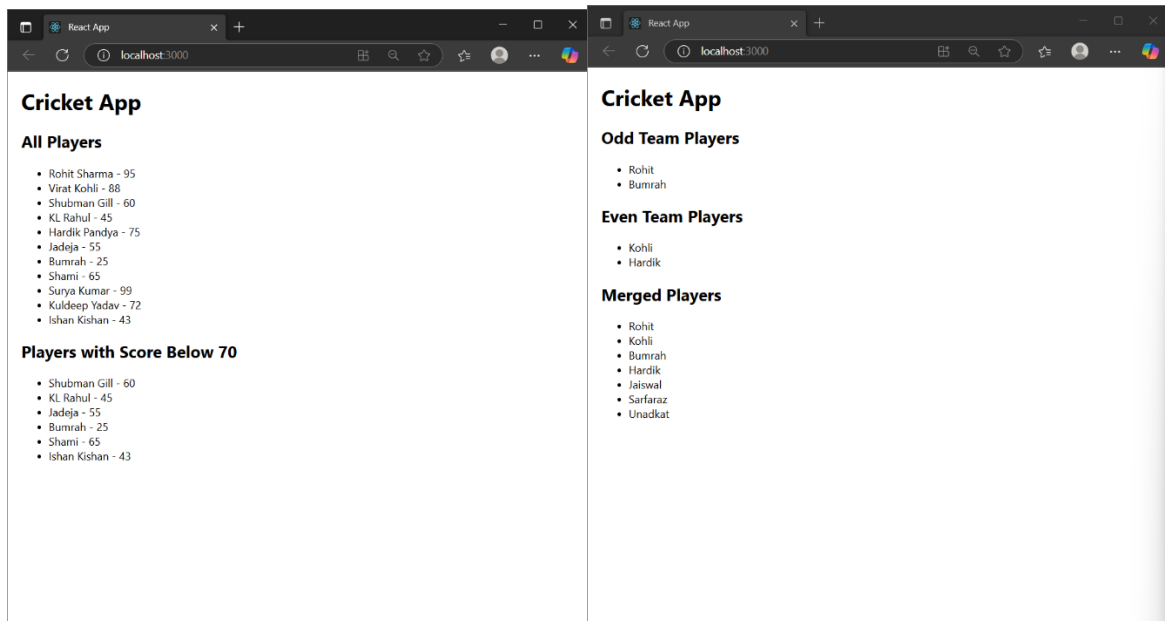 React App
localhost:3000
Cricket App
All Players
Rohit Sharma - 95
Virat Kohli - 88
Shubman Gill - 60
KL Rahul - 45
Hardik Pandya - 75
Jadeja - 55
Bumrah - 25
Shami - 65
Surya Kumar - 99
Kuldeep Yadav - 72
Ishan Kishan - 43
Players with Score Below 70
Shubman Gill - 60
KL Rahul - 45
Jadeja - 55
Bumrah - 25
Shami - 65
Ishan Kishan - 43
React App
localhost:3000
Cricket App
Odd Team Players
Rohit
Bumrah
Even Team Players
Kohli
Hardik
Merged Players
Rohit
Kohli
Bumrah
Hardik
Jaiswal
Sarfaraz
Unadkat